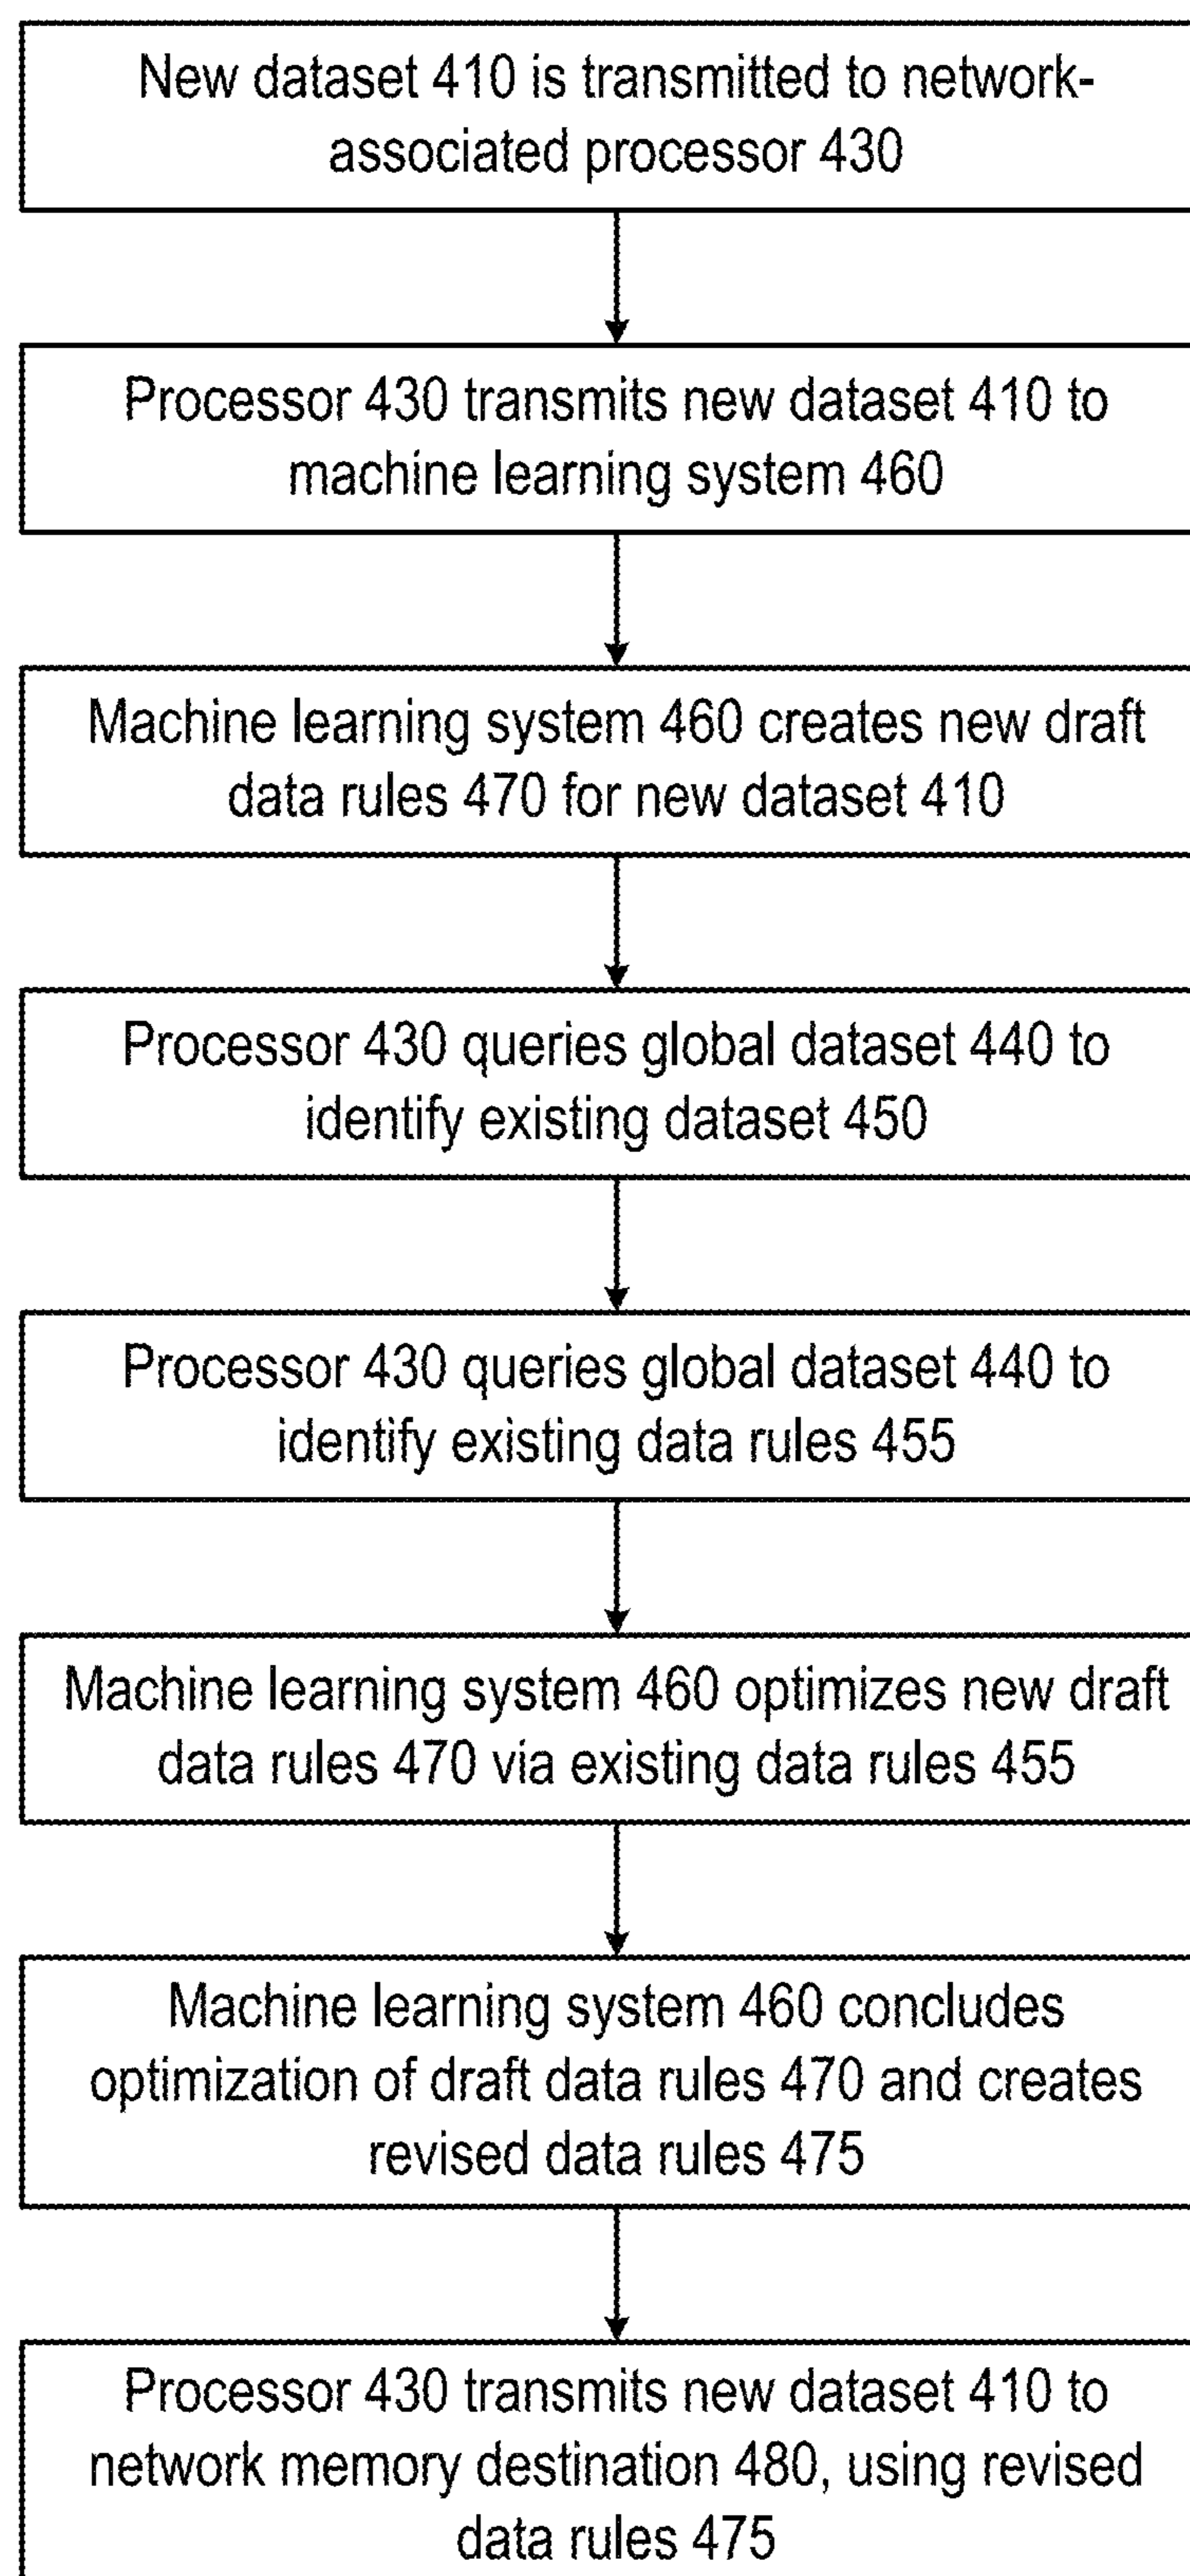 New dataset 410 is transmitted to network-
associated processor 430
Processor 430 transmits new dataset 410 to
machine learning system 460
Machine learning system 460 creates new draft
data rules 470 for new dataset 410
Processor 430 queries global dataset 440 to
identify existing dataset 450
Processor 430 queries global dataset 440 to
identify existing data rules 455
Machine learning system 460 optimizes new draft
data rules 470 via existing data rules 455
Machine learning system 460 concludes
optimization of draft data rules 470 and creates
revised data rules 475
Processor 430 transmits new dataset 410 to
network memory destination 480, using revised
data rules 475